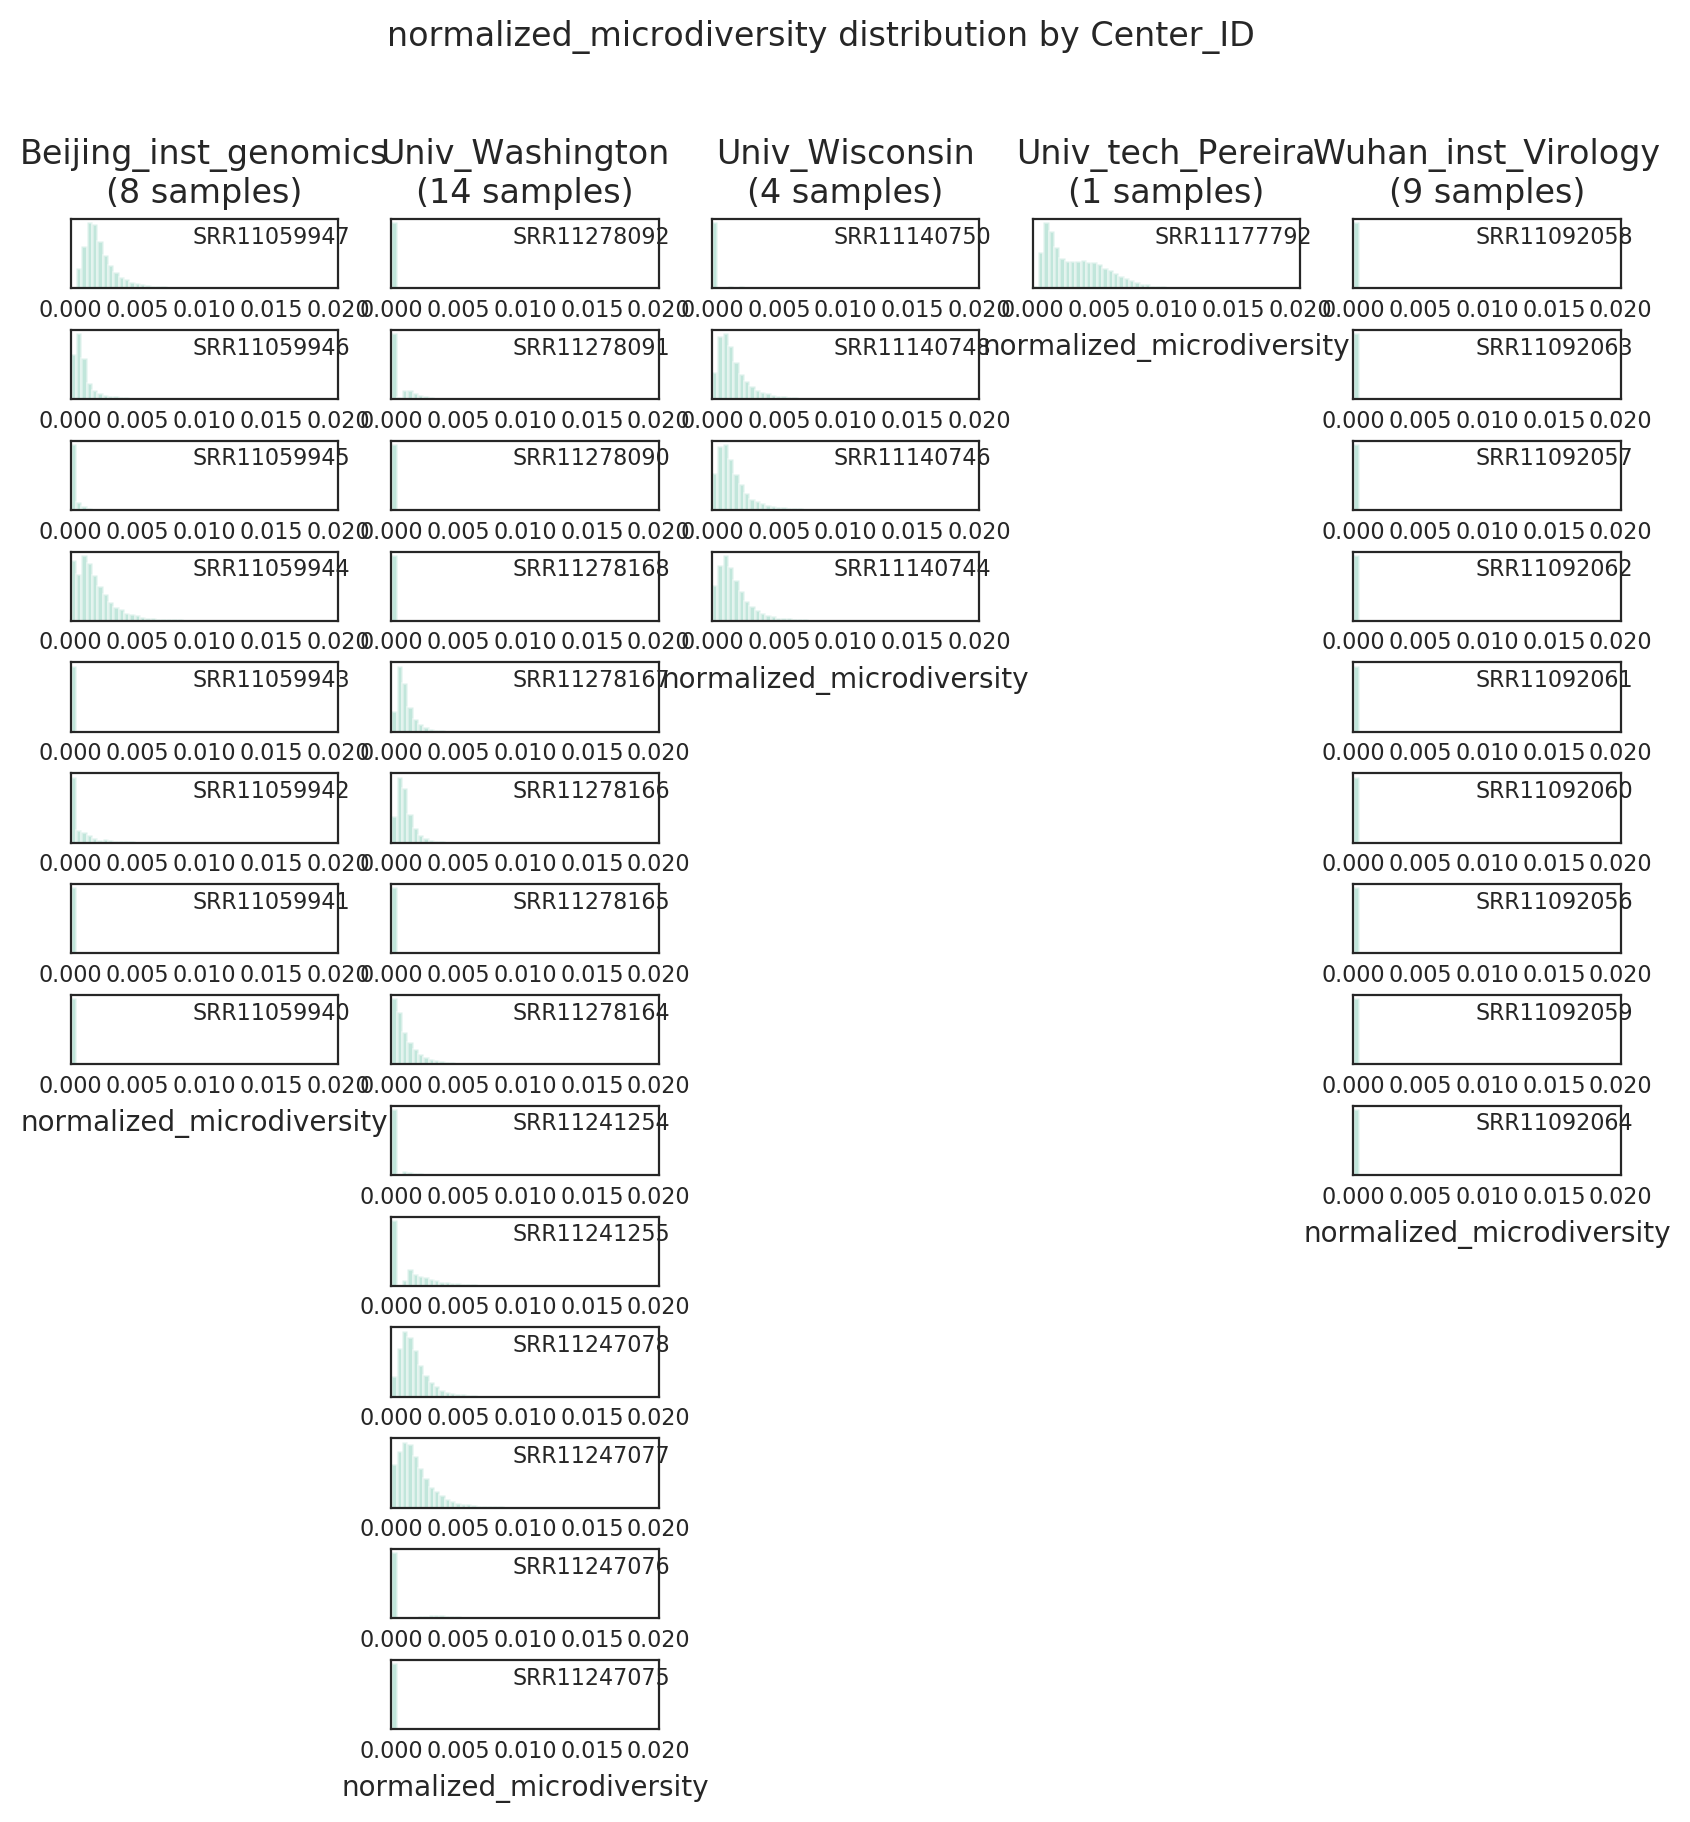 normalized_microdiversity distribution by Center_ID
Beijing_inst_genomics
(8 samples)
Univ_Washington
(14 samples)
Univ_Wisconsin
(4 samples)
Univ_tech_Pereira
(1 samples)
Wuhan_inst_Virology
(9 samples)
SRR11059947
0.000 0.005 0.010 0.015 0.020
SRR11059946
0.000 0.005 0.010 0.015 0.020
SRR11059945
0.000 0.005 0.010 0.015 0.020
SRR11059944
0.000 0.005 0.010 0.015 0.020
SRR11059943
0.000 0.005 0.010 0.015 0.020
SRR11059942
0.000 0.005 0.010 0.015 0.020
SRR11059941
0.000 0.005 0.010 0.015 0.020
SRR11059940
0.000 0.005 0.010 0.015 0.020
normalized_microdiversity
SRR11278092
0.000 0.005 0.010 0.015 0.020
SRR11278091
0.000 0.005 0.010 0.015 0.020
SRR11278090
0.000 0.005 0.010 0.015 0.020
SRR11278168
0.000 0.005 0.010 0.015 0.020
SRR11278167
0.000 0.005 0.010 0.015 0.020
SRR11278166
0.000 0.005 0.010 0.015 0.020
SRR11278165
0.000 0.005 0.010 0.015 0.020
SRR11278164
0.000 0.005 0.010 0.015 0.020
SRR11241254
0.000 0.005 0.010 0.015 0.020
SRR11241255
0.000 0.005 0.010 0.015 0.020
SRR11247078
0.000 0.005 0.010 0.015 0.020
SRR11247077
0.000 0.005 0.010 0.015 0.020
SRR11247076
0.000 0.005 0.010 0.015 0.020
SRR11247075
0.000 0.005 0.010 0.015 0.020
normalized_microdiversity
SRR11140750
0.000 0.005 0.010 0.015 0.020
SRR11140748
0.000 0.005 0.010 0.015 0.020
SRR11140746
0.000 0.005 0.010 0.015 0.020
SRR11140744
0.000 0.005 0.010 0.015 0.020
normalized_microdiversity
SRR11177792
0.000 0.005 0.010 0.015 0.020
normalized_microdiversity
SRR11092058
0.000 0.005 0.010 0.015 0.020
SRR11092063
0.000 0.005 0.010 0.015 0.020
SRR11092057
0.000 0.005 0.010 0.015 0.020
SRR11092062
0.000 0.005 0.010 0.015 0.020
SRR11092061
0.000 0.005 0.010 0.015 0.020
SRR11092060
0.000 0.005 0.010 0.015 0.020
SRR11092056
0.000 0.005 0.010 0.015 0.020
SRR11092059
0.000 0.005 0.010 0.015 0.020
SRR11092064
0.000 0.005 0.010 0.015 0.020
normalized_microdiversity